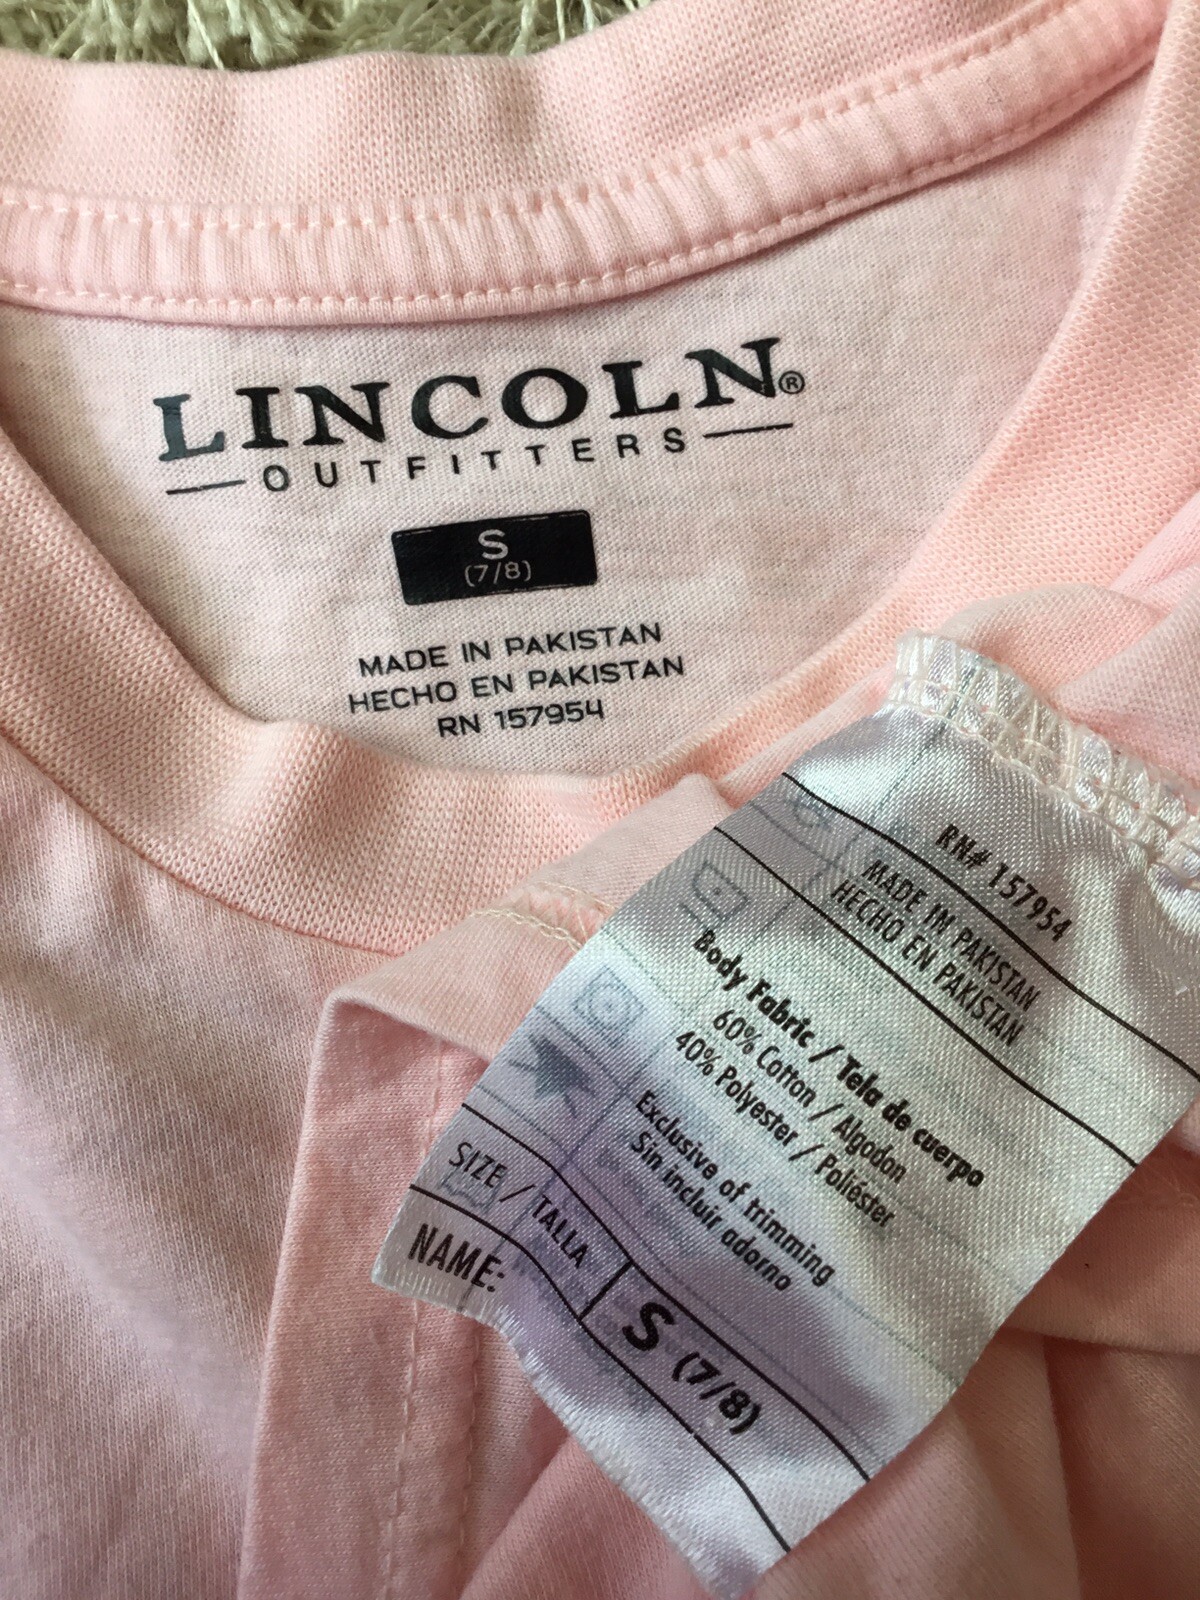 LINCOLN®
OUTFITTERS
S
(7/8)
MADE IN PAKISTAN
HECHO EN PAKISTAN
RN 157954
RN# 157954
MADE IN PAKISTAN
HECHO EN PAKISTAN
Body Fabric / Tela de cuerpo
60% Cotton / Algodon
40% Polyester / Poliéster
Exclusive of trimming
Sin incluir adorno
SIZE / TALLA S (7/8)
NAME: